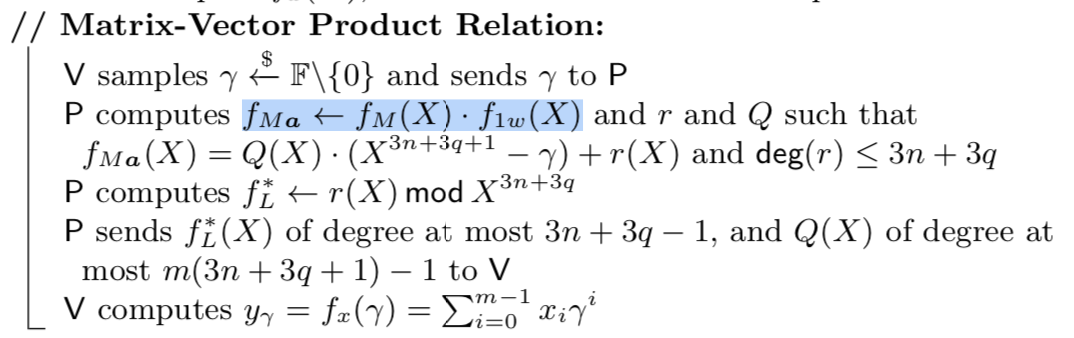 // Matrix-Vector Product Relation:
V samples γ ←$ 𝔽\{0} and sends γ to P
P computes f_{Ma} ← f_M(X) · f_{1w}(X) and r and Q such that
f_{Ma}(X) = Q(X) · (X^{3n+3q+1} − γ) + r(X) and deg(r) ≤ 3n + 3q
P computes f_L^* ← r(X) mod X^{3n+3q}
P sends f_L^*(X) of degree at most 3n + 3q − 1, and Q(X) of degree at
most m(3n + 3q + 1) − 1 to V
V computes y_γ = f_x(γ) = ∑_{i=0}^{m−1} x_i γ^i